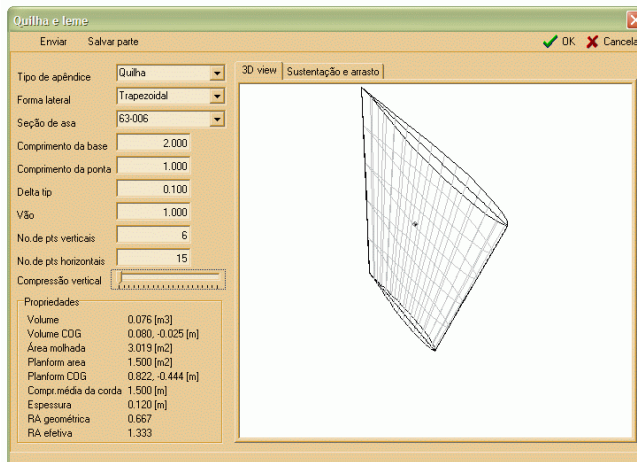 Quilha e leme
Enviar Salvar parte OK Cancela
Tipo de apêndice Quilha
Forma lateral Trapezoidal
Seção de asa 63-006
Comprimento da base 2.000
Comprimento da ponta 1.000
Delta tip 0.100
Vão 1.000
No.de pts verticais 6
No.de pts horizontais 15
Compressão vertical
Propriedades
Volume 0.076 [m3]
Volume COG 0.080, -0.025 [m]
Área molhada 3.019 [m2]
Planform area 1.500 [m2]
Planform COG 0.822, -0.444 [m]
Compr.média da corda 1.500 [m]
Espessura 0.120 [m]
RA geométrica 0.667
RA efetiva 1.333
3D view Sustentação e arrasto